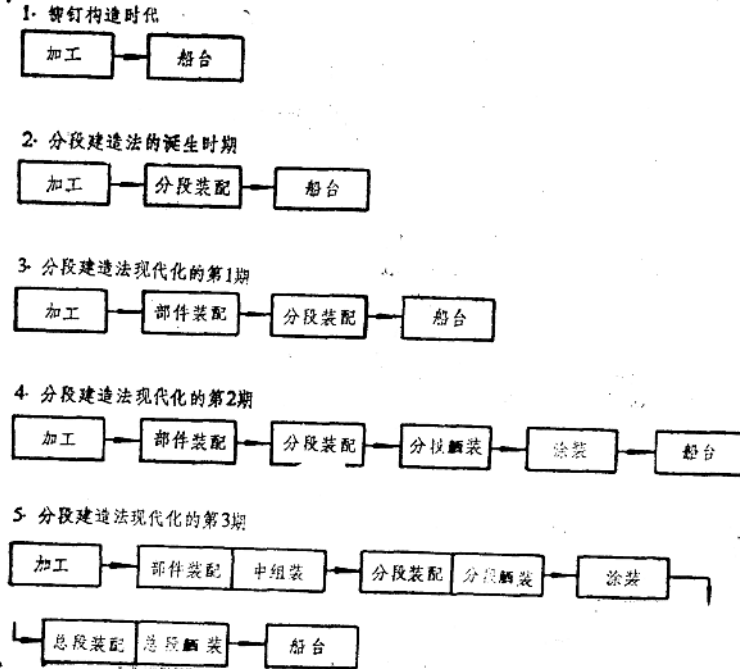 1. 铆钉构造时代
加工 船台
2. 分段建造法的诞生时期
加工 分段装配 船台
3. 分段建造法现代化的第1期
加工 部件装配 分段装配 船台
4. 分段建造法现代化的第2期
加工 部件装配 分段装配 分段舾装 涂装 船台
5. 分段建造法现代化的第3期
加工 部件装配 中组装 分段装配 分段舾装 涂装
总段装配 总段舾装 船台